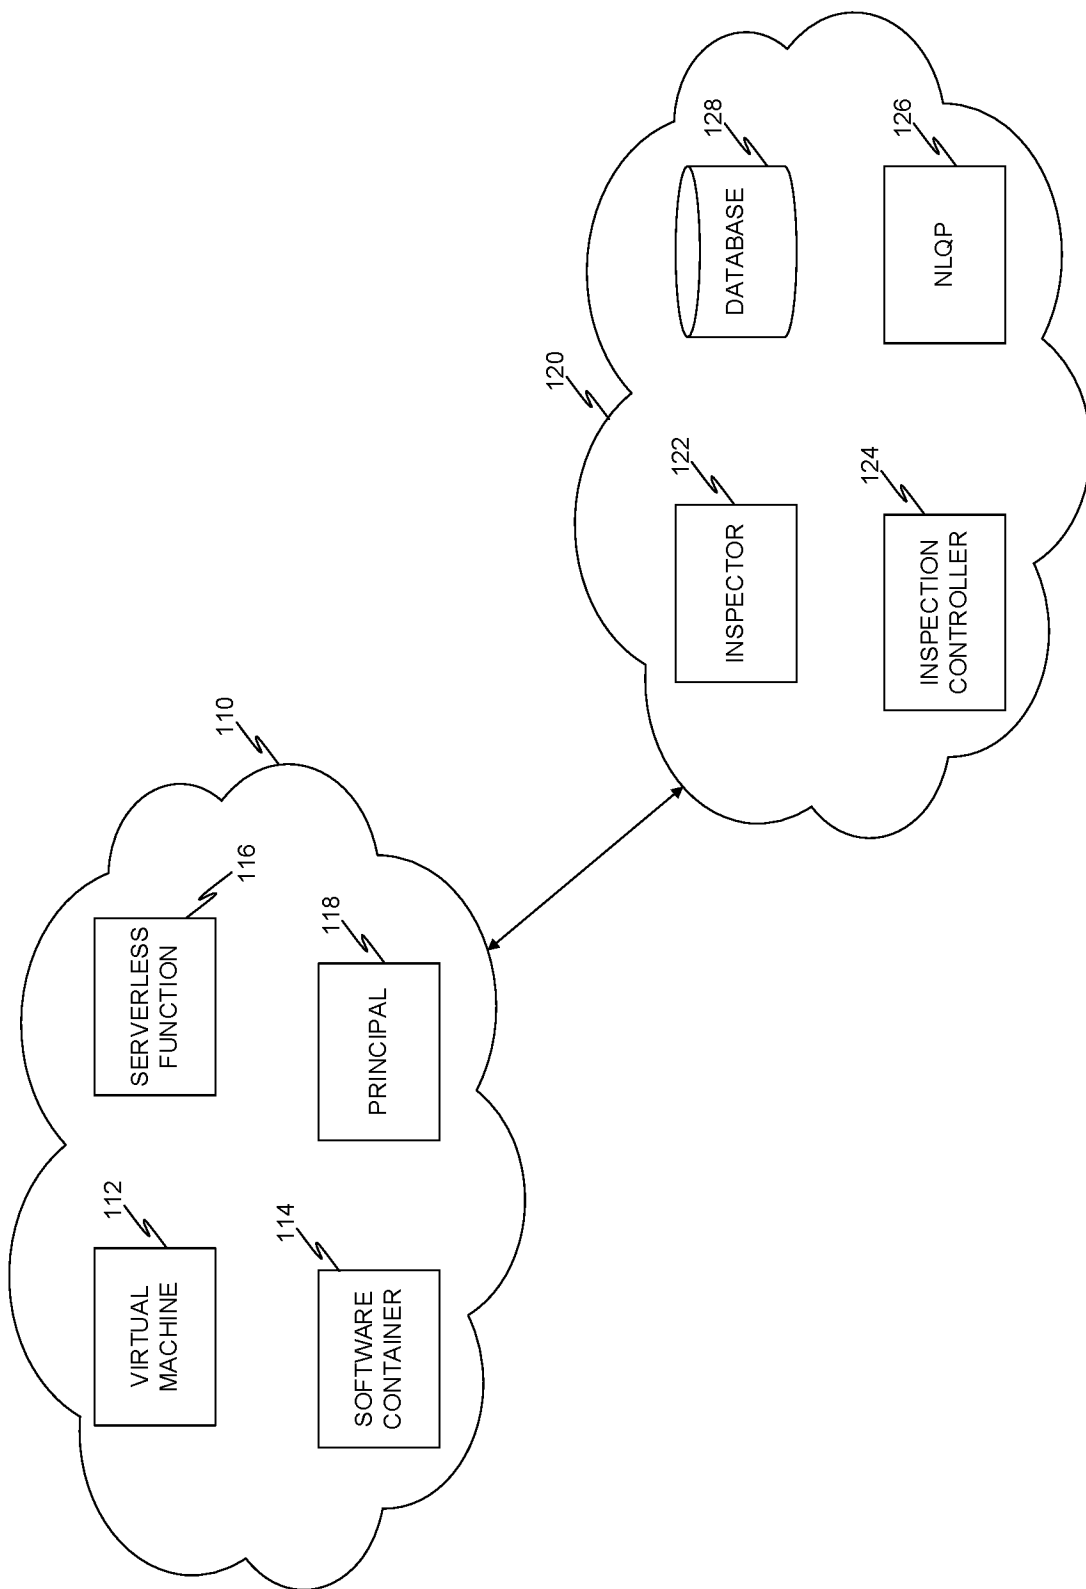 110
112
VIRTUAL
MACHINE
116
SERVERLESS
FUNCTION
114
SOFTWARE
CONTAINER
118
PRINCIPAL
120
122
INSPECTOR
128
DATABASE
124
INSPECTION
CONTROLLER
126
NLQP